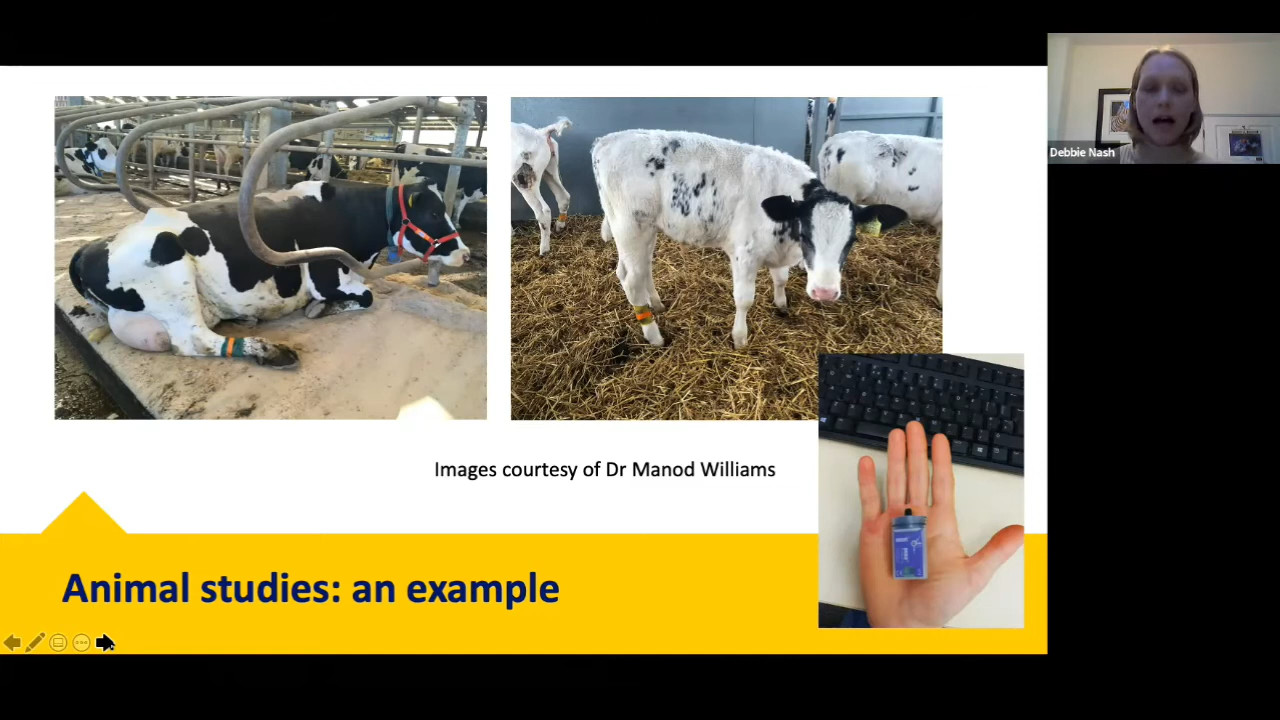 Debbie Nash
Images courtesy of Dr Manod Williams
Animal studies: an example